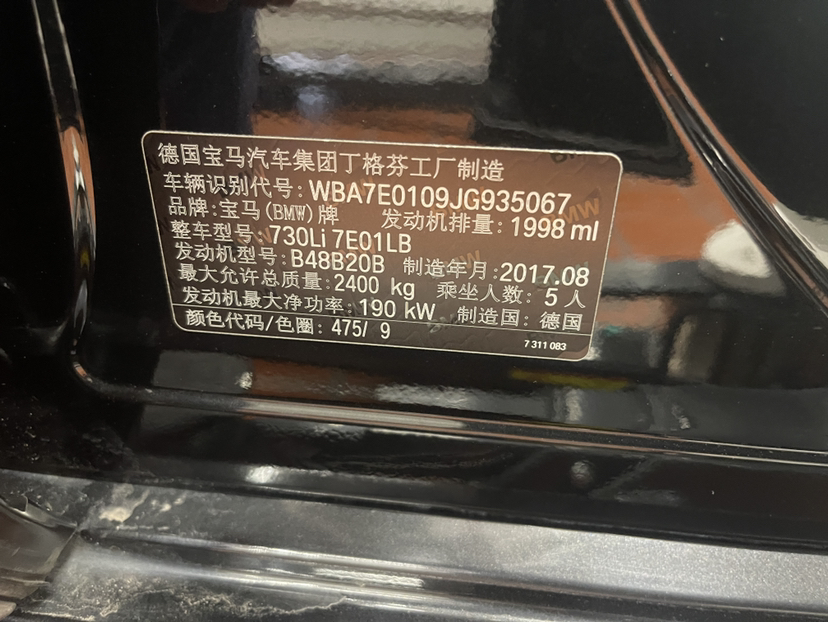 德国宝马汽车集团丁格芬工厂制造
车辆识别代号: WBA7E0109JG935067
品牌:宝马(BMW)牌 发动机排量: 1998 ml
整车型号: 730Li 7E01LB
发动机型号: B48B20B 制造年月: 2017.08
最大允许总质量: 2400 kg 乘坐人数: 5 人
发动机最大净功率: 190 kW 制造国: 德国
颜色代码/色圈: 475/ 9
7 311 083